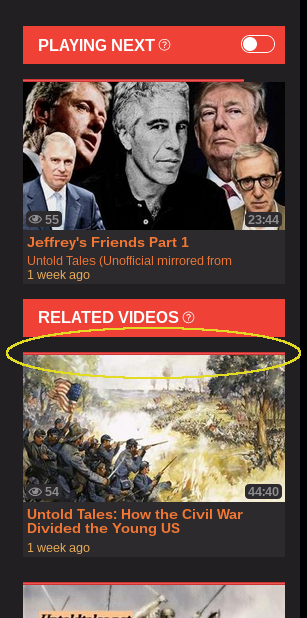 PLAYING NEXT
55
23:44
Jeffrey's Friends Part 1
Untold Tales (Unofficial mirrored from
1 week ago
RELATED VIDEOS
54
44:40
Untold Tales: How the Civil War
Divided the Young US
1 week ago